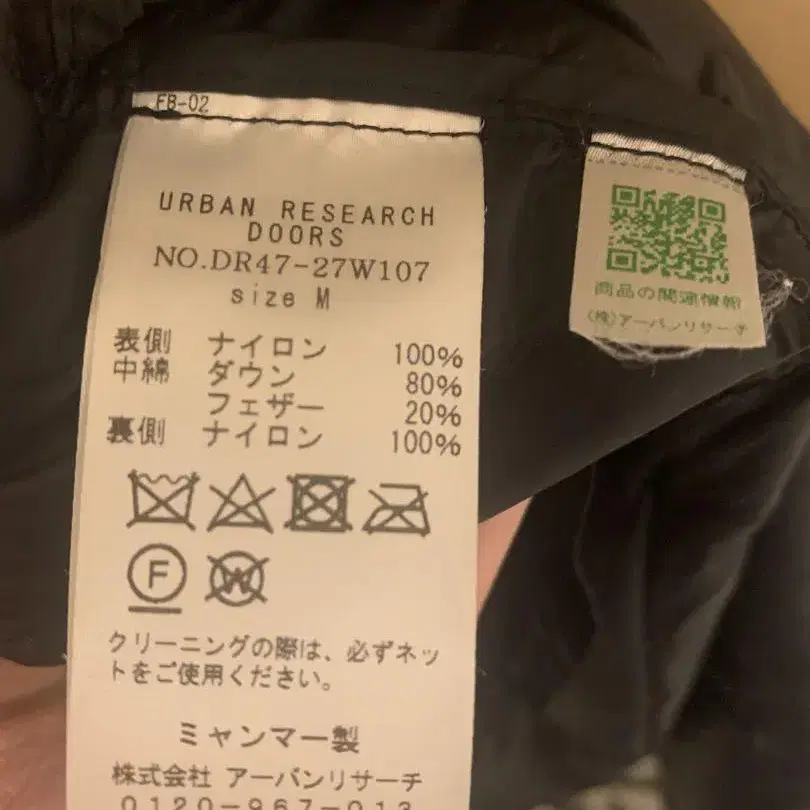 FB-02
URBAN RESEARCH
DOORS
NO.DR47-27W107
size M
表側 ナイロン 100%
中綿 ダウン 80%
フェザー 20%
裏側 ナイロン 100%
F
W
クリーニングの際は、必ずネッ
トをご使用ください。
ミャンマー製
株式会社 アーバンリサーチ
0120-967-013
商品の関連情報
(株)アーバンリサーチ